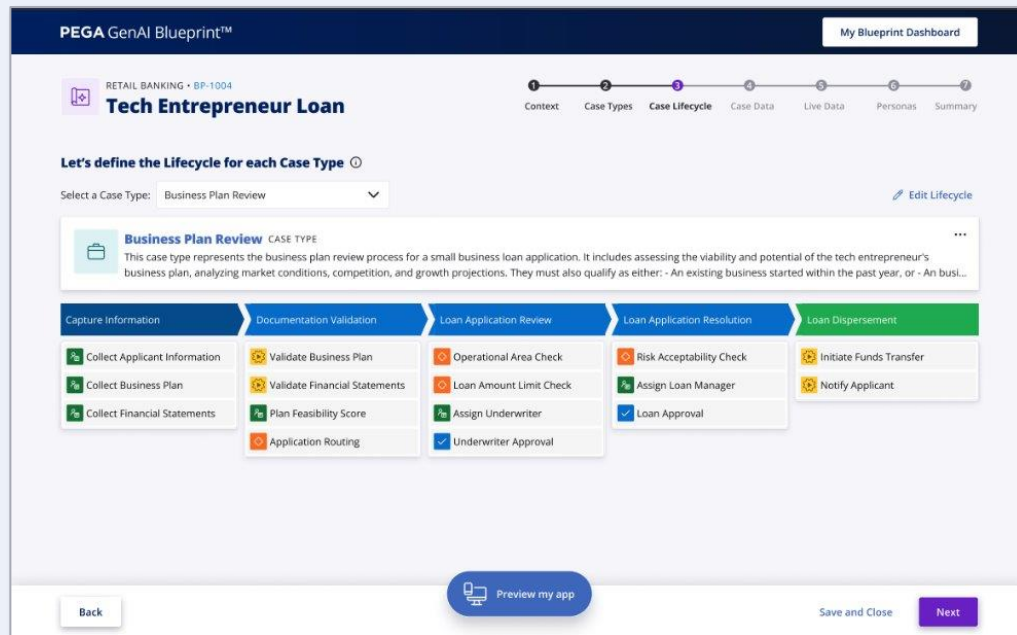 PEGA GenAI Blueprint™
My Blueprint Dashboard
RETAIL BANKING • BP-1004
Tech Entrepreneur Loan
1 2 3 4 5 6 7
Context Case Types Case Lifecycle Case Data Live Data Personas Summary
Let's define the Lifecycle for each Case Type
Select a Case Type: Business Plan Review
Edit Lifecycle
Business Plan Review CASE TYPE
This case type represents the business plan review process for a small business loan application. It includes assessing the viability and potential of the tech entrepreneur's
business plan, analyzing market conditions, competition, and growth projections. They must also qualify as either: - An existing business started within the past year, or - An busi...
Capture Information
Collect Applicant Information
Collect Business Plan
Collect Financial Statements
Documentation Validation
Validate Business Plan
Validate Financial Statements
Plan Feasibility Score
Application Routing
Loan Application Review
Operational Area Check
Loan Amount Limit Check
Assign Underwriter
Underwriter Approval
Loan Application Resolution
Risk Acceptability Check
Assign Loan Manager
Loan Approval
Loan Dispersement
Initiate Funds Transfer
Notify Applicant
Back
Preview my app
Save and Close
Next